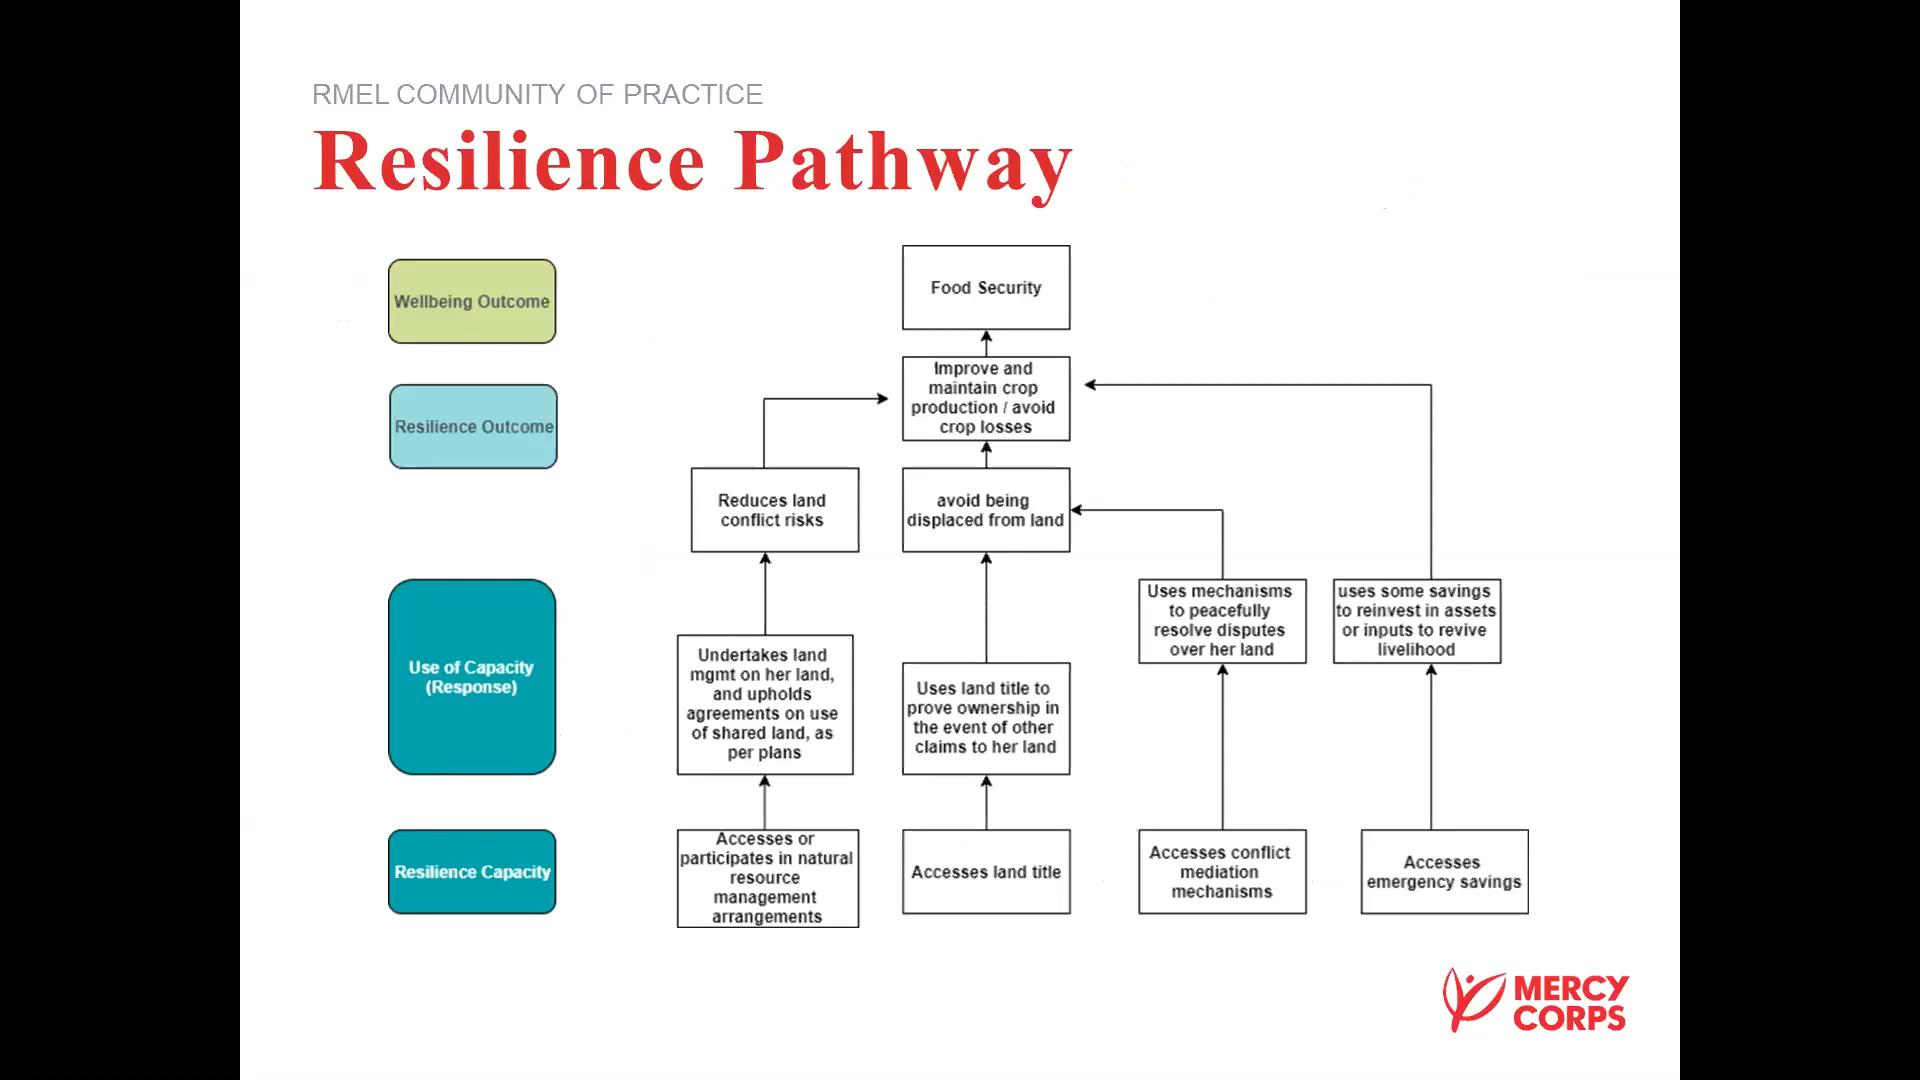 RMEL COMMUNITY OF PRACTICE
Resilience Pathway
Wellbeing Outcome
Food Security
Resilience Outcome
Improve and
maintain crop
production / avoid
crop losses
Reduces land
conflict risks
avoid being
displaced from land
Use of Capacity
(Response)
Undertakes land
mgmt on her land,
and upholds
agreements on use
of shared land, as
per plans
Uses land title to
prove ownership in
the event of other
claims to her land
Uses mechanisms
to peacefully
resolve disputes
over her land
uses some savings
to reinvest in assets
or inputs to revive
livelihood
Resilience Capacity
Accesses or
participates in natural
resource
management
arrangements
Accesses land title
Accesses conflict
mediation
mechanisms
Accesses
emergency savings
MERCY
CORPS